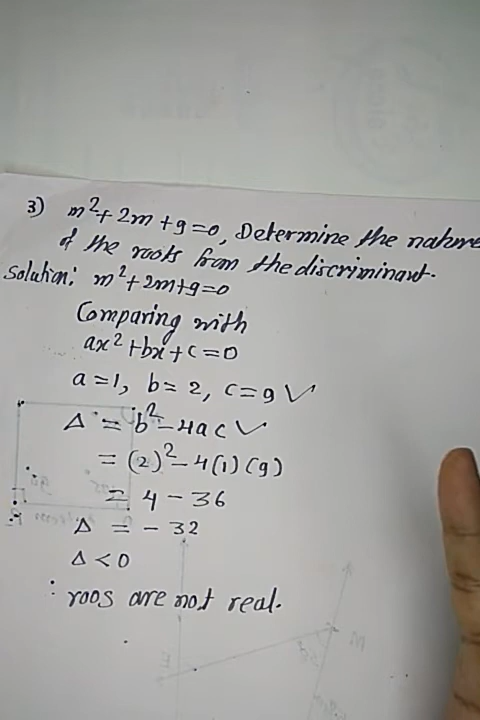 3) m²+2m+9=0, Determine the nature
of the roots from the discriminant.
Solution: m²+2m+9=0
Comparing with
ax²+bx+c=0
a=1, b=2, c=9 ✓
Δ = b²-4ac ✓
= (2)²-4(1)(9)
= 4-36
Δ = -32
Δ<0
∴ roos are not real.